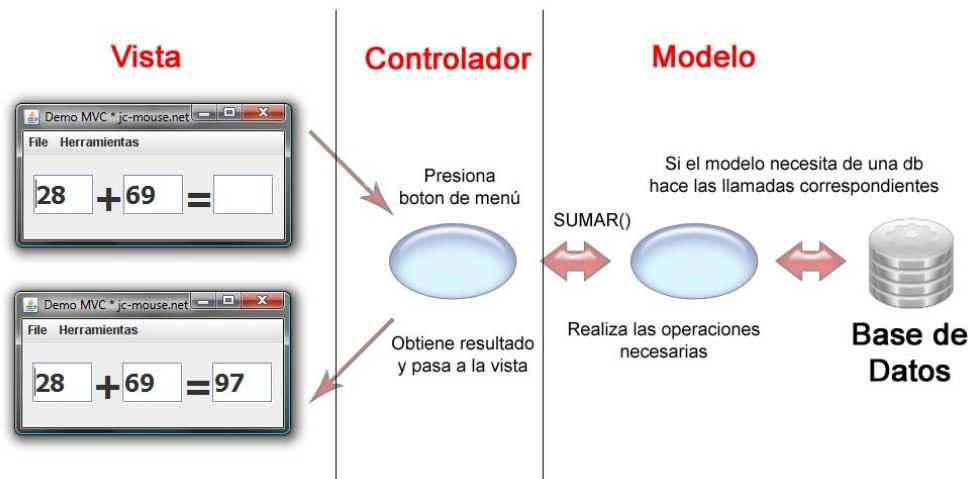 Vista
Controlador
Modelo
Demo MVC * jc-mouse.net
File Herramientas
28 + 69 =
Demo MVC * jc-mouse.net
File Herramientas
28 + 69 = 97
Presiona
boton de menú
Obtiene resultado
y pasa a la vista
SUMAR()
Si el modelo necesita de una db
hace las llamadas correspondientes
Realiza las operaciones
necesarias
Base de
Datos